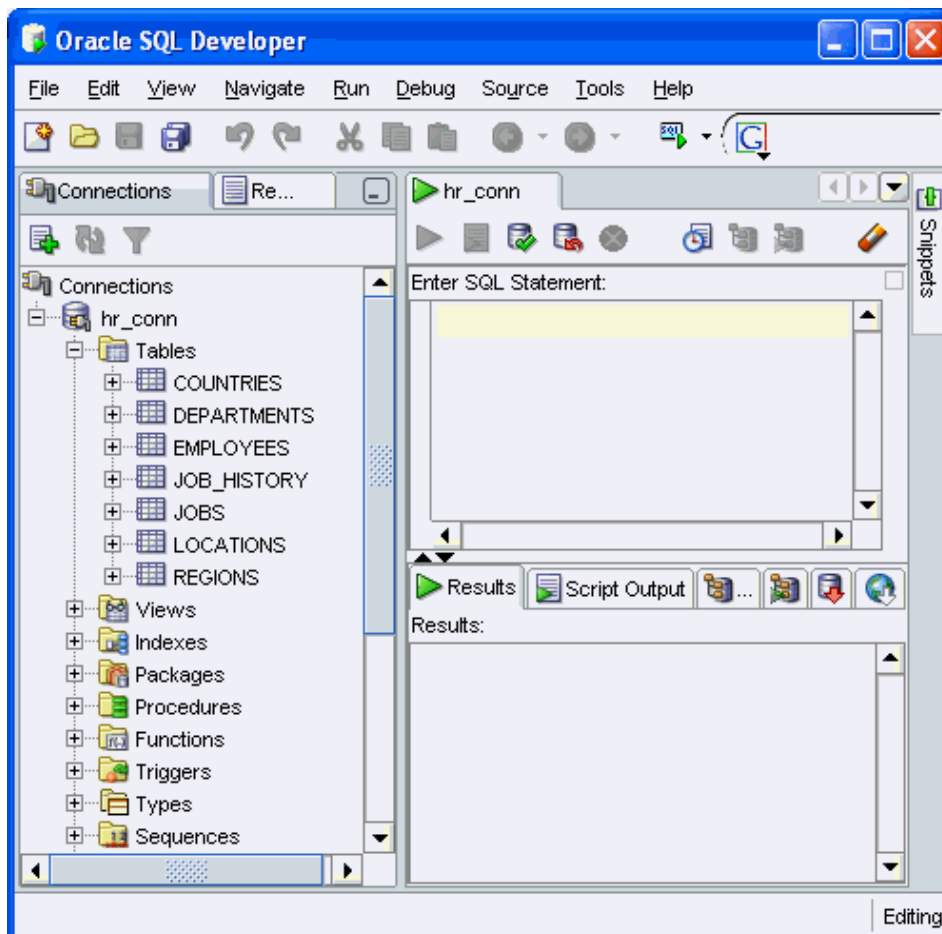 Oracle SQL Developer
File Edit View Navigate Run Debug Source Tools Help
SQL G
Connections Re...
hr_conn
Snippets
Enter SQL Statement:
Connections
hr_conn
Tables
COUNTRIES
DEPARTMENTS
EMPLOYEES
JOB_HISTORY
JOBS
LOCATIONS
REGIONS
Views
Indexes
Packages
Procedures
Functions
Triggers
Types
Sequences
Results Script Output ...
Results:
Editing